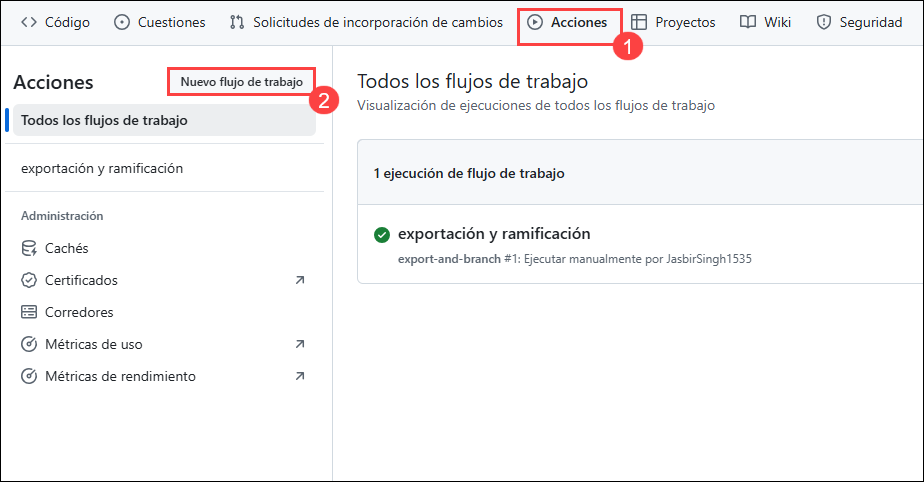 Código Cuestiones Solicitudes de incorporación de cambios Acciones Proyectos Wiki Seguridad
1
Acciones Nuevo flujo de trabajo
2
Todos los flujos de trabajo
exportación y ramificación
Administración
Cachés
Certificados
Corredores
Métricas de uso
Métricas de rendimiento
Todos los flujos de trabajo
Visualización de ejecuciones de todos los flujos de trabajo
1 ejecución de flujo de trabajo
exportación y ramificación
export-and-branch #1: Ejecutar manualmente por JasbirSingh1535